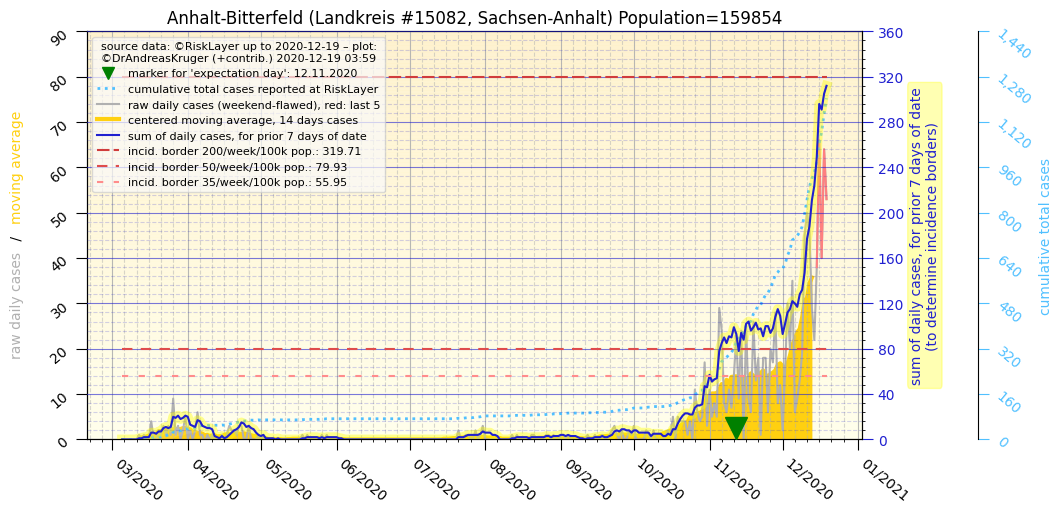 Anhalt-Bitterfeld (Landkreis #15082, Sachsen-Anhalt) Population=159854
source data: ©RiskLayer up to 2020-12-19 – plot:
©DrAndreasKruger (+contrib.) 2020-12-19 03:59
marker for 'expectation day': 12.11.2020
cumulative total cases reported at RiskLayer
raw daily cases (weekend-flawed), red: last 5
centered moving average, 14 days cases
sum of daily cases, for prior 7 days of date
incid. border 200/week/100k pop.: 319.71
incid. border 50/week/100k pop.: 79.93
incid. border 35/week/100k pop.: 55.95
raw daily cases / moving average
90
80
70
60
50
40
30
20
10
0
03/2020
04/2020
05/2020
06/2020
07/2020
08/2020
09/2020
10/2020
11/2020
12/2020
01/2021
360
320
280
240
200
160
120
80
40
0
sum of daily cases, for prior 7 days of date
(to determine incidence borders)
1,440
1,280
1,120
960
800
640
480
320
160
0
cumulative total cases